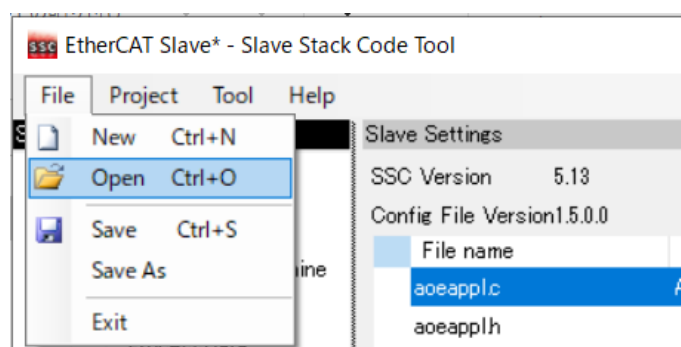 SSC EtherCAT Slave* - Slave Stack Code Tool
File Project Tool Help
New Ctrl+N
Open Ctrl+O
Save Ctrl+S
Save As
Exit
Slave Settings
SSC Version 5.13
Config File Version1.5.0.0
File name
aoeappl.c
aoeappl.h